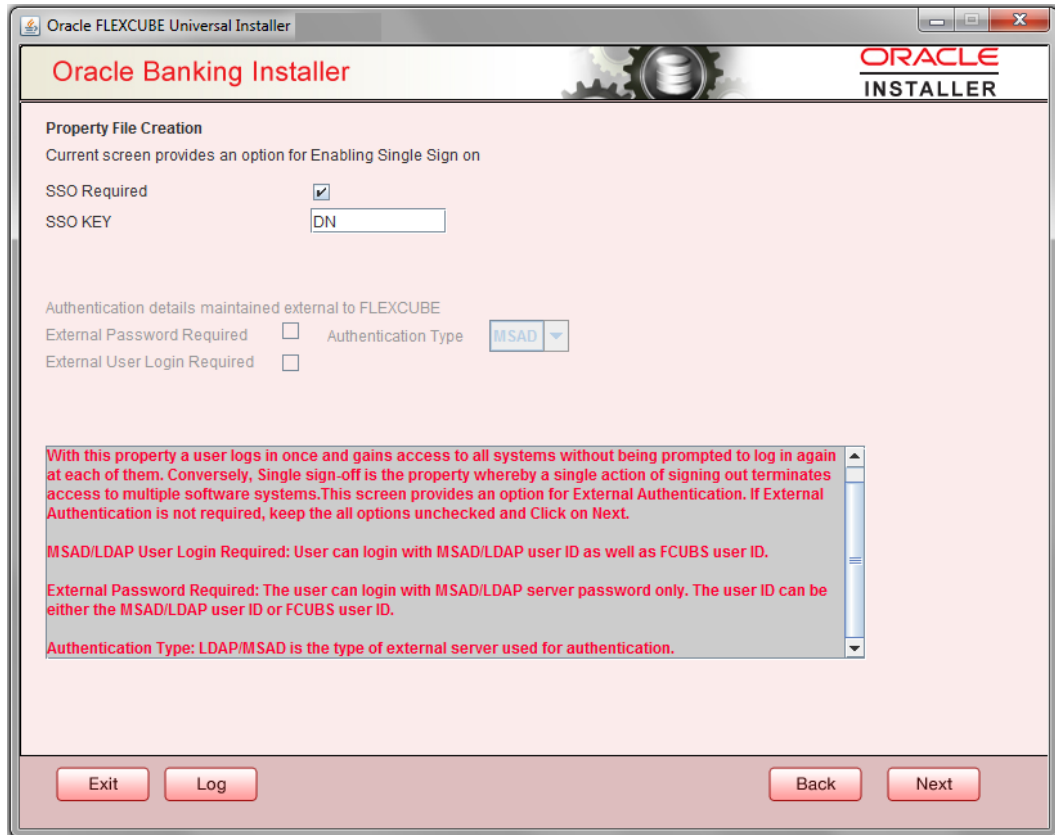 Oracle FLEXCUBE Universal Installer
Oracle Banking Installer
ORACLE
INSTALLER
Property File Creation
Current screen provides an option for Enabling Single Sign on
SSO Required
SSO KEY DN
Authentication details maintained external to FLEXCUBE
External Password Required Authentication Type MSAD
External User Login Required
With this property a user logs in once and gains access to all systems without being prompted to log in again
at each of them. Conversely, Single sign-off is the property whereby a single action of signing out terminates
access to multiple software systems.This screen provides an option for External Authentication. If External
Authentication is not required, keep the all options unchecked and Click on Next.
MSAD/LDAP User Login Required: User can login with MSAD/LDAP user ID as well as FCUBS user ID.
External Password Required: The user can login with MSAD/LDAP server password only. The user ID can be
either the MSAD/LDAP user ID or FCUBS user ID.
Authentication Type: LDAP/MSAD is the type of external server used for authentication.
Exit Log Back Next